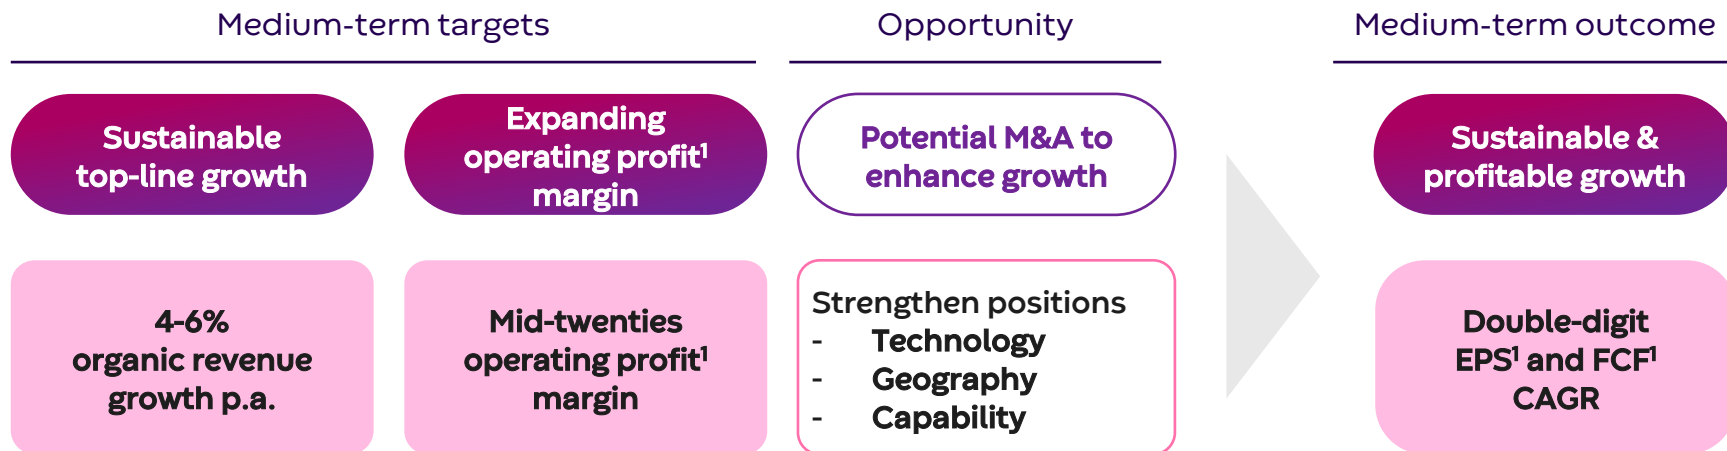 Medium-term targets
Opportunity
Medium-term outcome
Sustainable
top-line growth
Expanding
operating profit¹
margin
Potential M&A to
enhance growth
Sustainable &
profitable growth
4-6%
organic revenue
growth p.a.
Mid-twenties
operating profit¹
margin
Strengthen positions
- Technology
- Geography
- Capability
Double-digit
EPS¹ and FCF¹
CAGR